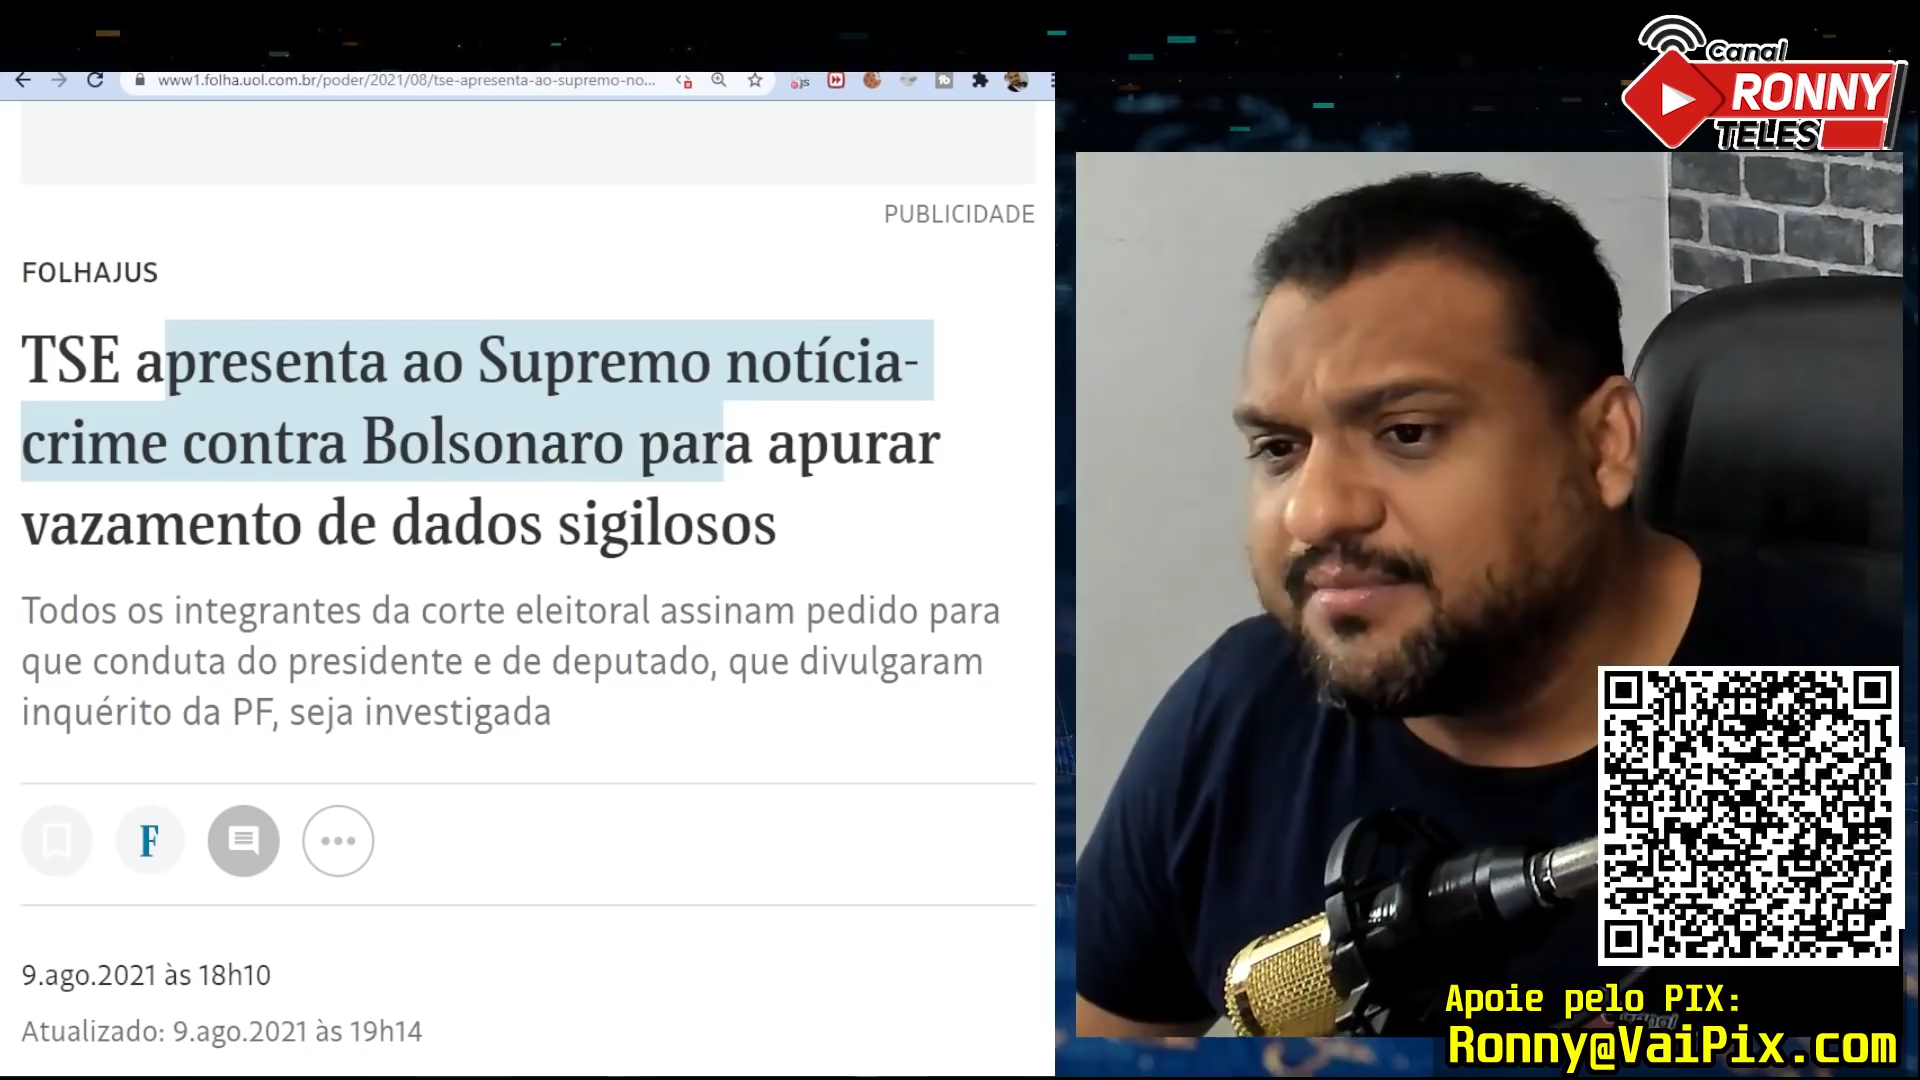 www1.folha.uol.com.br/poder/2021/08/tse-apresenta-ao-supremo-no...
PUBLICIDADE
FOLHAJUS
TSE apresenta ao Supremo notícia-
crime contra Bolsonaro para apurar
vazamento de dados sigilosos
Todos os integrantes da corte eleitoral assinam pedido para
que conduta do presidente e de deputado, que divulgaram
inquérito da PF, seja investigada
F
9.ago.2021 às 18h10
Atualizado: 9.ago.2021 às 19h14
Canal
RONNY
TELES
Apoie pelo PIX:
Ronny@VaiPix.com